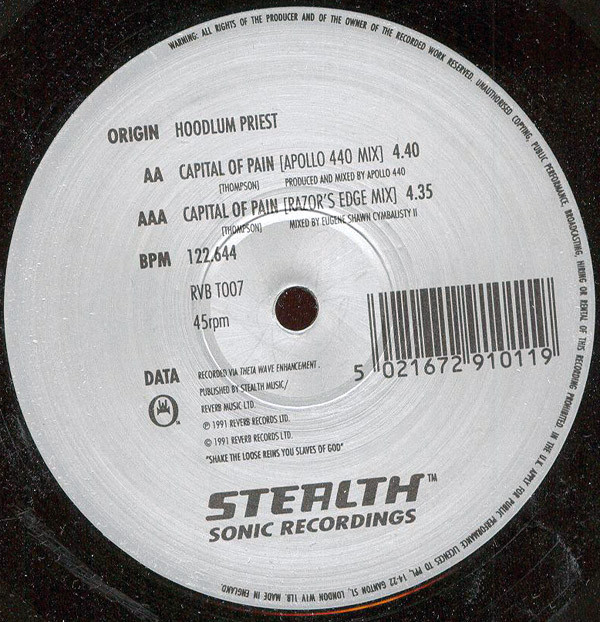 WARNING: ALL RIGHTS OF THE PRODUCER AND OF THE OWNER OF THE RECORDED WORK RESERVED. UNAUTHORISED COPYING, PUBLIC PERFORMANCE, BROADCASTING, HIRING OR RENTAL OF THIS RECORDING PROHIBITED. IN THE U.K. APPLY FOR PUBLIC PERFORMANCE LICENCES TO PPL, 14-22 GANTON ST, LONDON W1Y 1LB. MADE IN ENGLAND.
ORIGIN HOODLUM PRIEST
AA CAPITAL OF PAIN [APOLLO 440 MIX] 4.40
[THOMPSON] PRODUCED AND MIXED BY APOLLO 440
AAA CAPITAL OF PAIN [RAZOR'S EDGE MIX] 4.35
[THOMPSON] MIXED BY EUGENE SHAWN CYMBALISTY II
BPM 122.644
RVB T007
45rpm
5 021672 910119
DATA RECORDED VIA THETA WAVE ENHANCEMENT.
PUBLISHED BY STEALTH MUSIC/
REVERB MUSIC LTD.
℗ 1991 REVERB RECORDS LTD.
© 1991 REVERB RECORDS LTD.
"SHAKE THE LOOSE REINS YOU SLAVES OF GOD"
STEALTH™
SONIC RECORDINGS